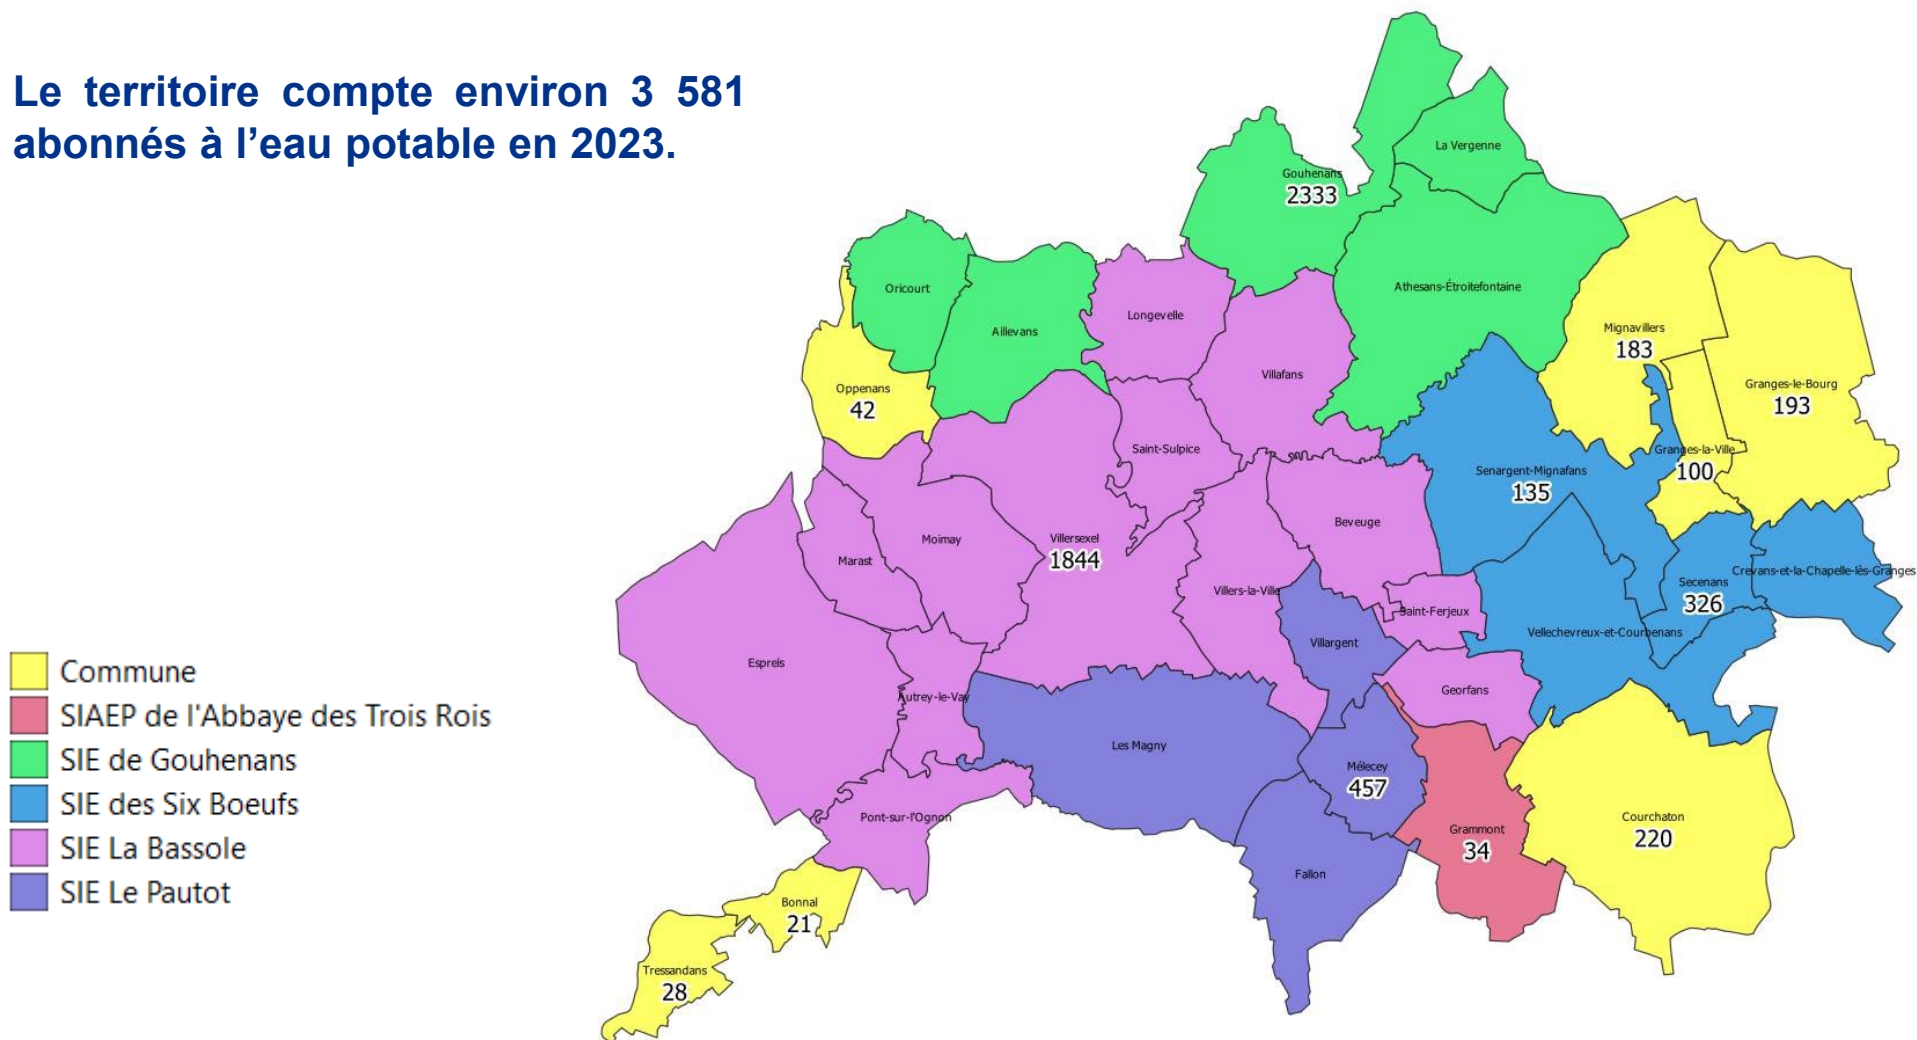 Le territoire compte environ 3 581
abonnés à l'eau potable en 2023.
Commune
SIAEP de l'Abbaye des Trois Rois
SIE de Gouhenans
SIE des Six Boeufs
SIE La Bassole
SIE Le Pautot
La Vergenne
Gouhenans
2333
Oricourt
Athesans-Étroitefontaine
Longevelle
Aillevans
Mignavillers
183
Villafans
Oppenans
42
Granges-le-Bourg
193
Saint-Sulpice
Granges-la-Ville
100
Senargent-Mignafans
135
Beveuge
Moimay
Villersexel
1844
Marast
Crevans-et-la-Chapelle-lès-Granges
Secenans
326
Villers-la-Ville
Saint-Ferjeux
Vellechevreux-et-Courbenans
Villargent
Esprels
Georfans
Autrey-le-Vay
Les Magny
Mélecey
457
Pont-sur-l'Ognon
Courchaton
220
Grammont
34
Fallon
Bonnal
21
Tressandans
28